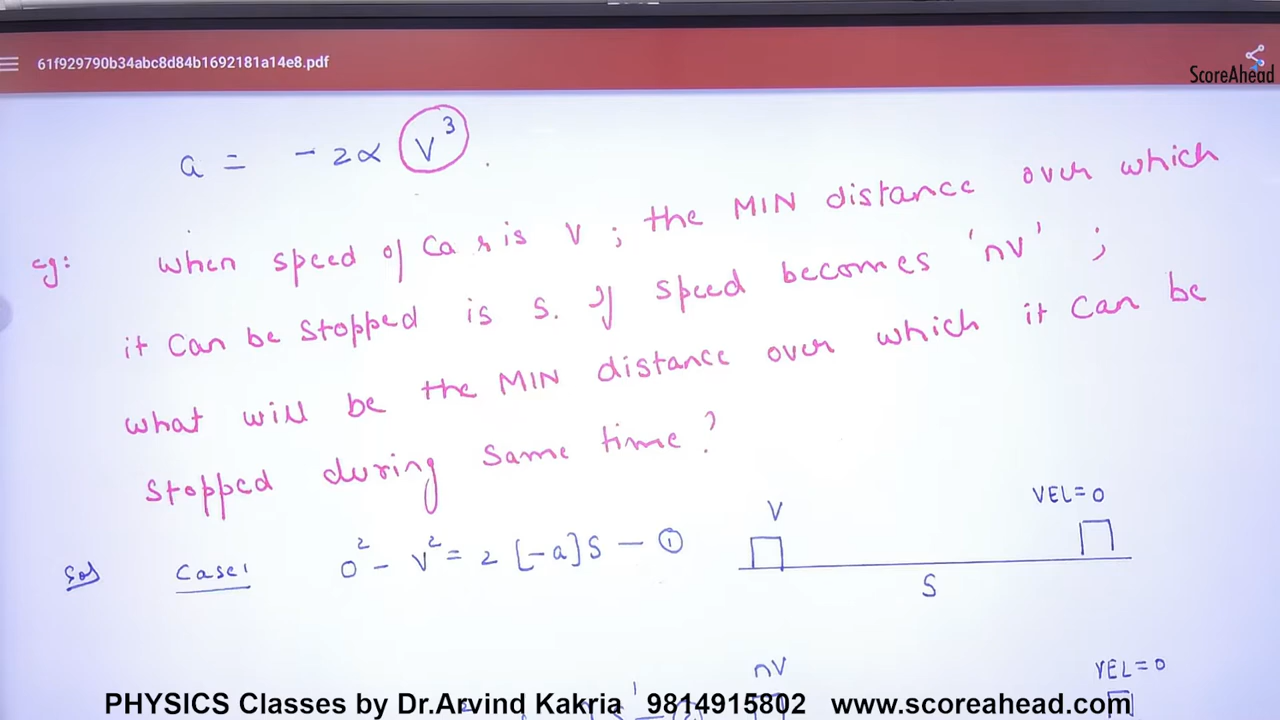 61f929790b34abc8d84b1692181a14e8.pdf
ScoreAhead
a = - 2α V³ .
eg: When speed of Car is V ; the MIN distance over which
it can be stopped is s. If speed becomes 'nv' ;
what will be the MIN distance over which it can be
stopped during same time?
V VEL=0
Sol Case1 0² - V² = 2 [-a]S - ①
S
nV VEL=0
PHYSICS Classes by Dr.Arvind Kakria 9814915802 www.scoreahead.com